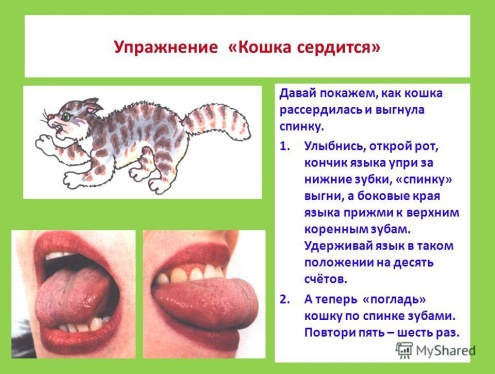 Упражнение «Кошка сердится»
Давай покажем, как кошка
рассердилась и выгнула
спинку.
1. Улыбнись, открой рот,
кончик языка упри за
нижние зубки, «спинку»
выгни, а боковые края
языка прижми к верхним
коренным зубам.
Удерживай язык в таком
положении на десять
счётов.
2. А теперь «погладь»
кошку по спинке зубами.
Повтори пять – шесть раз.
MyShared